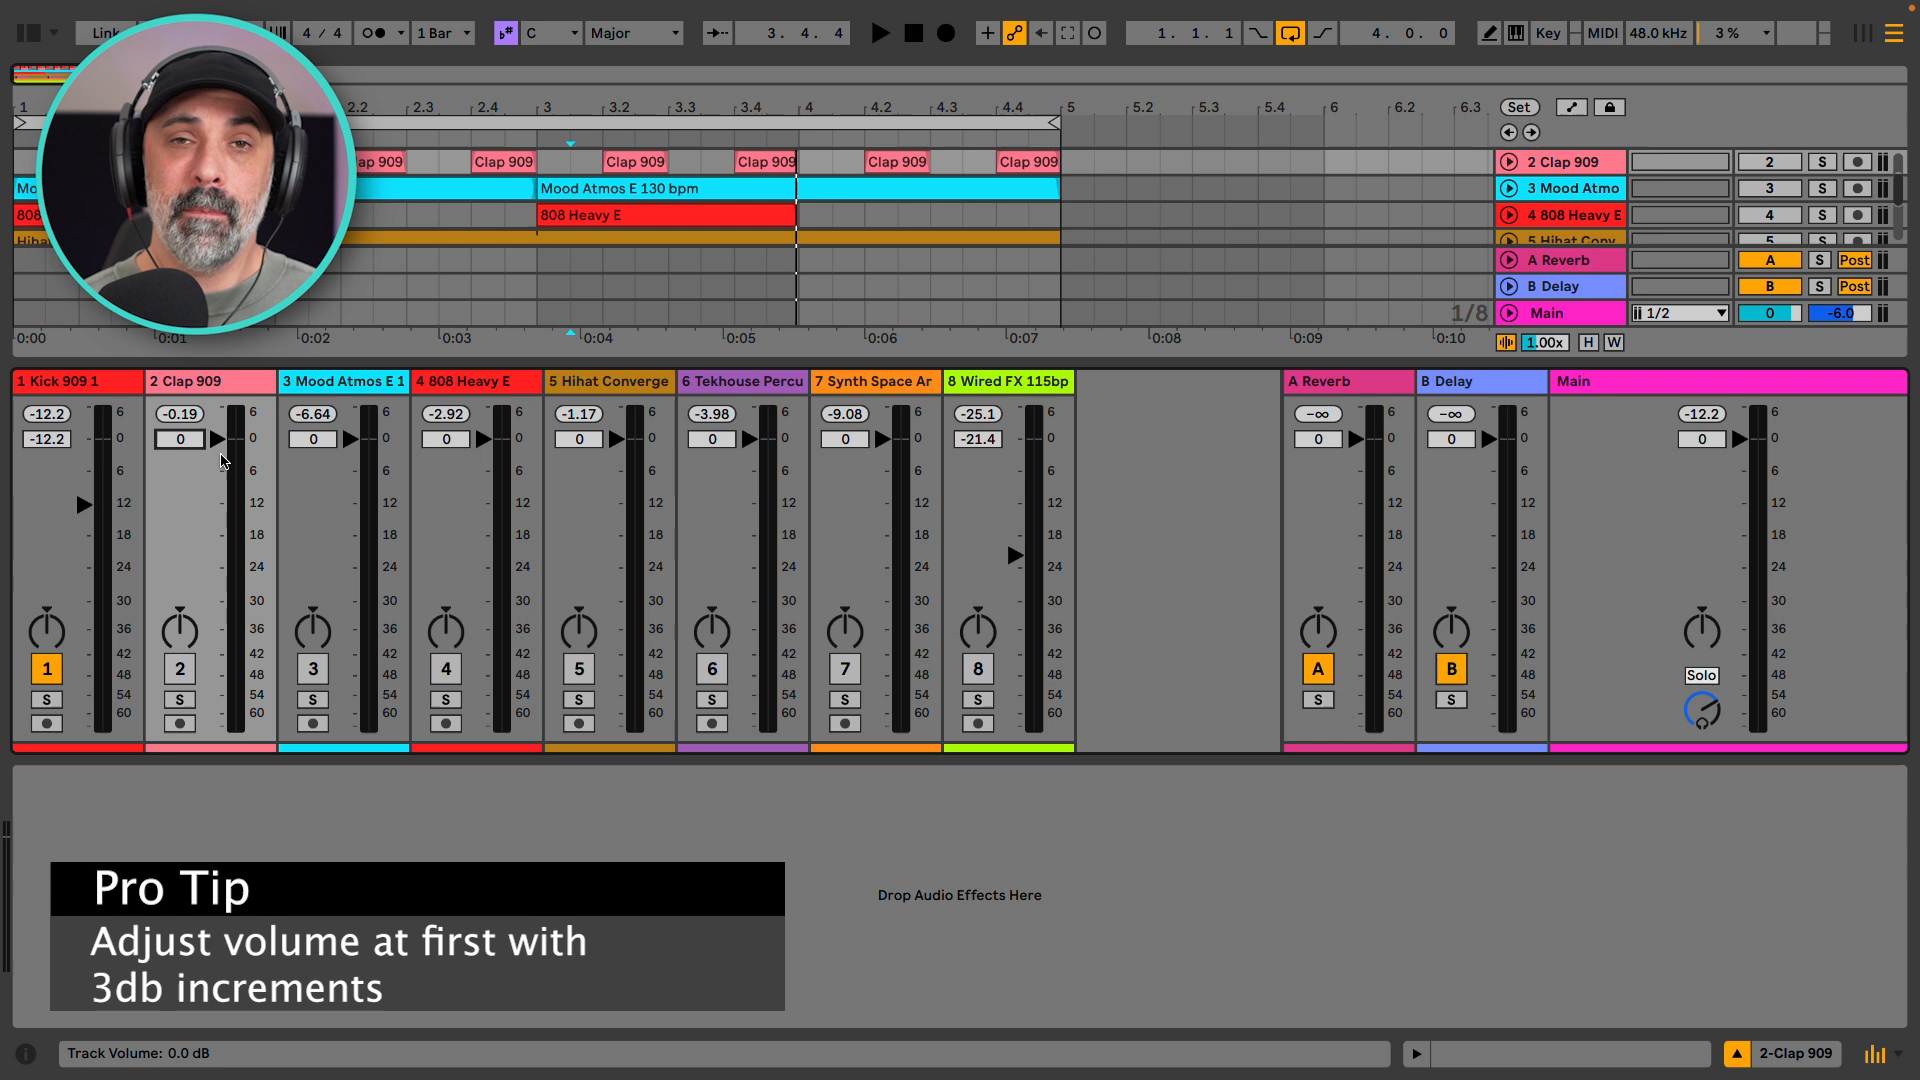 Link
4 / 4
1 Bar
C
Major
3. 4. 4
1. 1. 1
4. 0. 0
Key
MIDI
48.0 kHz
3 %
1
2.2
2.3
2.4
3
3.2
3.3
3.4
4
4.2
4.3
4.4
5
5.2
5.3
5.4
6
6.2
6.3
Set
ap 909
Clap 909
Clap 909
Clap 909
Clap 909
Clap 909
2 Clap 909
2
S
Mo
Mood Atmos E 130 bpm
3 Mood Atmo
3
S
808
808 Heavy E
4 808 Heavy E
4
S
Hihat
5 Hihat Conv
5
S
A Reverb
A
S
Post
B Delay
B
S
Post
1/8
Main
1/2
0
-6.0
0:00
0:01
0:02
0:03
0:04
0:05
0:06
0:07
0:08
0:09
0:10
1.00x
H
W
1 Kick 909 1
2 Clap 909
3 Mood Atmos E 1
4 808 Heavy E
5 Hihat Converge
6 Tekhouse Percu
7 Synth Space Ar
8 Wired FX 115bp
A Reverb
B Delay
Main
-12.2 6 -0.19 6 -6.64 6 -2.92 6 -1.17 6 -3.98 6 -9.08 6 -25.1 6 -∞ 6 -∞ 6 -12.2 6
-12.2 0 0 0 0 0 0 0 0 0 0 0 0 0 -21.4 0 0 0 0 0 0 0
6 6 6 6 6 6 6 6 6 6 6
12 12 12 12 12 12 12 12 12 12 12
18 18 18 18 18 18 18 18 18 18 18
24 24 24 24 24 24 24 24 24 24 24
30 30 30 30 30 30 30 30 30 30 30
36 36 36 36 36 36 36 36 36 36 36
42 42 42 42 42 42 42 42 42 42 42
1 2 3 4 5 6 7 8 A B Solo
48 48 48 48 48 48 48 48 48 48 48
S 54 S 54 S 54 S 54 S 54 S 54 S 54 S 54 S 54 S 54 54
60 60 60 60 60 60 60 60 60 60 60
Drop Audio Effects Here
Pro Tip
Adjust volume at first with
3db increments
Track Volume: 0.0 dB
2-Clap 909